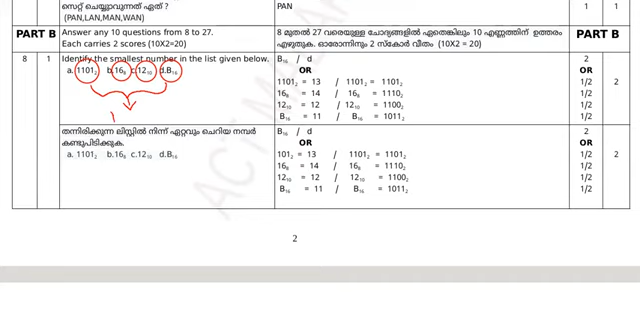 സെറ്റ് ചെയ്യാവുന്നത് ഏത് ?
(PAN,LAN,MAN,WAN)
PAN
1
1
PART B
Answer any 10 questions from 8 to 27.
Each carries 2 scores (10X2=20)
8 മുതൽ 27 വരെയുള്ള ചോദ്യങ്ങളിൽ ഏതെങ്കിലും 10 എണ്ണത്തിന് ഉത്തരം
എഴുതുക. ഓരോന്നിനും 2 സ്കോർ വീതം (10X2 = 20)
PART B
8
1
Identify the smallest number in the list given below.
a. 1101₂ b.16₈ c.12₁₀ d.B₁₆
B₁₆ / d
OR
1101₂ = 13 / 1101₂ = 1101₂
16₈ = 14 / 16₈ = 1110₂
12₁₀ = 12 / 12₁₀ = 1100₂
B₁₆ = 11 / B₁₆ = 1011₂
2
OR
1/2
1/2
1/2
1/2
2
തന്നിരിക്കുന്ന ലിസ്റ്റിൽ നിന്ന് ഏറ്റവും ചെറിയ നമ്പർ
കണ്ടുപിടിക്കുക.
a. 1101₂ b.16₈ c.12₁₀ d.B₁₆
B₁₆ / d
OR
101₂ = 13 / 1101₂ = 1101₂
16₈ = 14 / 16₈ = 1110₂
12₁₀ = 12 / 12₁₀ = 1100₂
B₁₆ = 11 / B₁₆ = 1011₂
2
OR
1/2
1/2
1/2
1/2
2
2